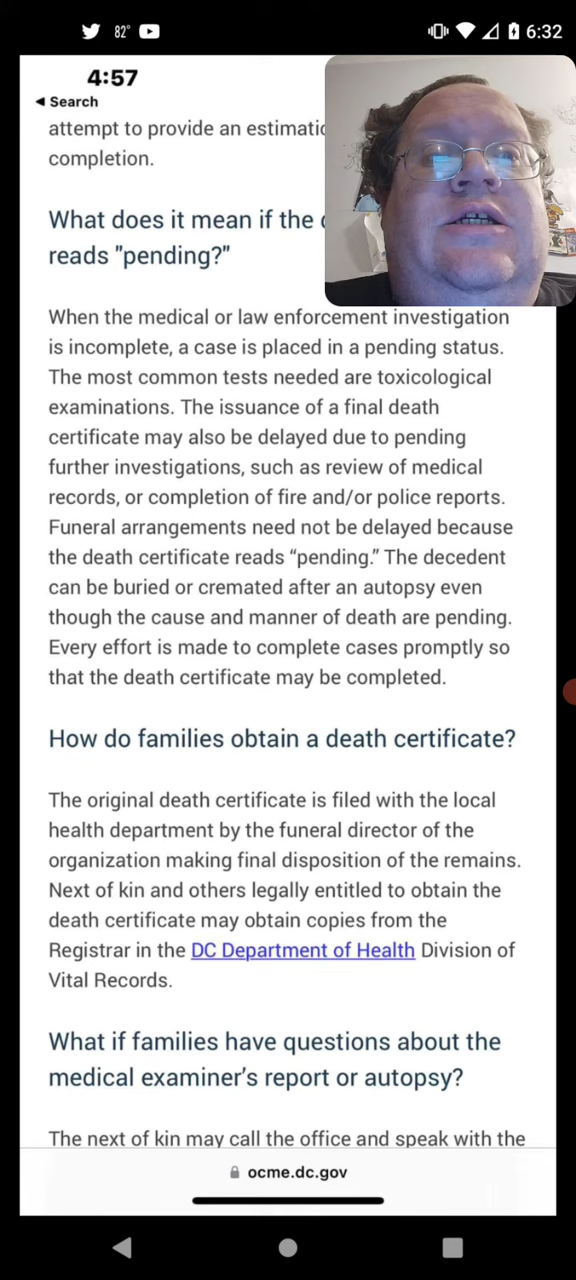 82°
6:32
4:57
Search
attempt to provide an
completion.
What does it mean if the
reads "pending?"
When the medical or law enforcement investigation
is incomplete, a case is placed in a pending status.
The most common tests needed are toxicological
examinations. The issuance of a final death
certificate may also be delayed due to pending
further investigations, such as review of medical
records, or completion of fire and/or police reports.
Funeral arrangements need not be delayed because
the death certificate reads “pending.” The decedent
can be buried or cremated after an autopsy even
though the cause and manner of death are pending.
Every effort is made to complete cases promptly so
that the death certificate may be completed.
How do families obtain a death certificate?
The original death certificate is filed with the local
health department by the funeral director of the
organization making final disposition of the remains.
Next of kin and others legally entitled to obtain the
death certificate may obtain copies from the
Registrar in the DC Department of Health Division of
Vital Records.
What if families have questions about the
medical examiner’s report or autopsy?
The next of kin may call the office and speak with the
ocme.dc.gov